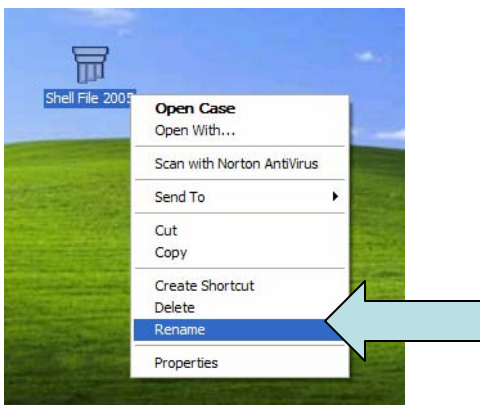 Shell File 2005
Open Case
Open With...
Scan with Norton AntiVirus
Send To
Cut
Copy
Create Shortcut
Delete
Rename
Properties